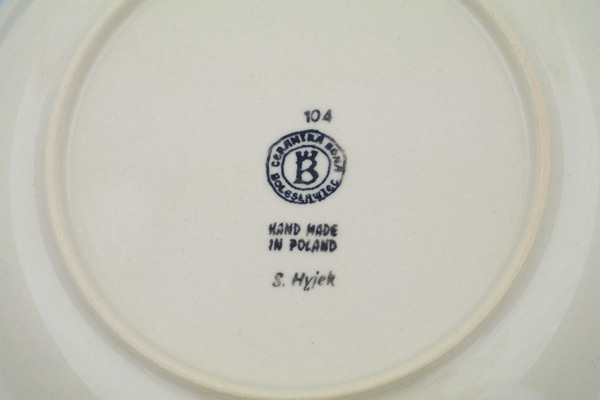 104
CERAMIKA BONA
B
BOLESŁAWIEC
HAND MADE
IN POLAND
S. Hyjek